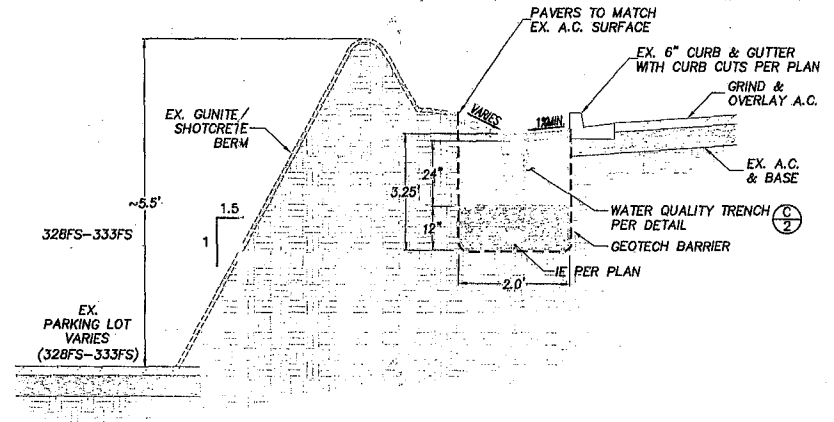 PAVERS TO MATCH
EX. A.C. SURFACE
EX. 6" CURB & GUTTER
WITH CURB CUTS PER PLAN
GRIND &
OVERLAY A.C.
EX. GUNITE/
SHOTCRETE
BERM
VARIES
1%MIN.
EX. A.C.
& BASE
~5.5'
3.25'
24"
12"
1.5
1
328FS-333FS
WATER QUALITY TRENCH
PER DETAIL
C
2
GEOTECH BARRIER
IE PER PLAN
2.0'
EX.
PARKING LOT
VARIES
(328FS-333FS)